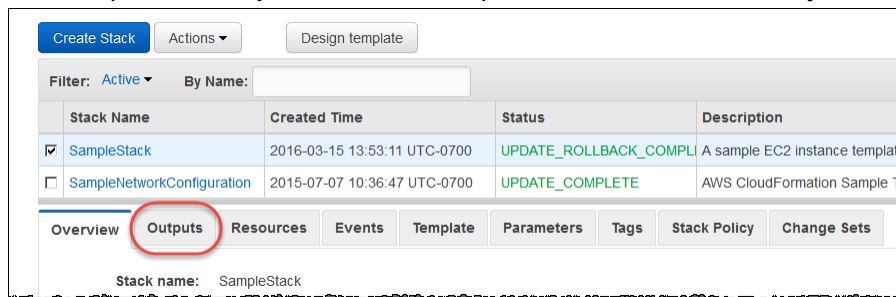 Create Stack Actions Design template
Filter: Active By Name:
Stack Name Created Time Status Description
SampleStack 2016-03-15 13:53:11 UTC-0700 UPDATE_ROLLBACK_COMPL A sample EC2 instance templat
SampleNetworkConfiguration 2015-07-07 10:36:47 UTC-0700 UPDATE_COMPLETE AWS CloudFormation Sample T
Overview Outputs Resources Events Template Parameters Tags Stack Policy Change Sets
Stack name: SampleStack